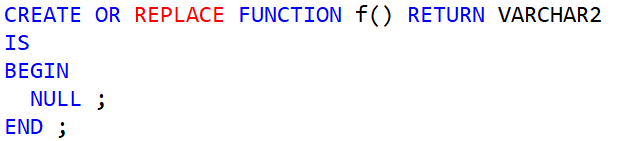 CREATE OR REPLACE FUNCTION f() RETURN VARCHAR2
IS
BEGIN
  NULL ;
END ;